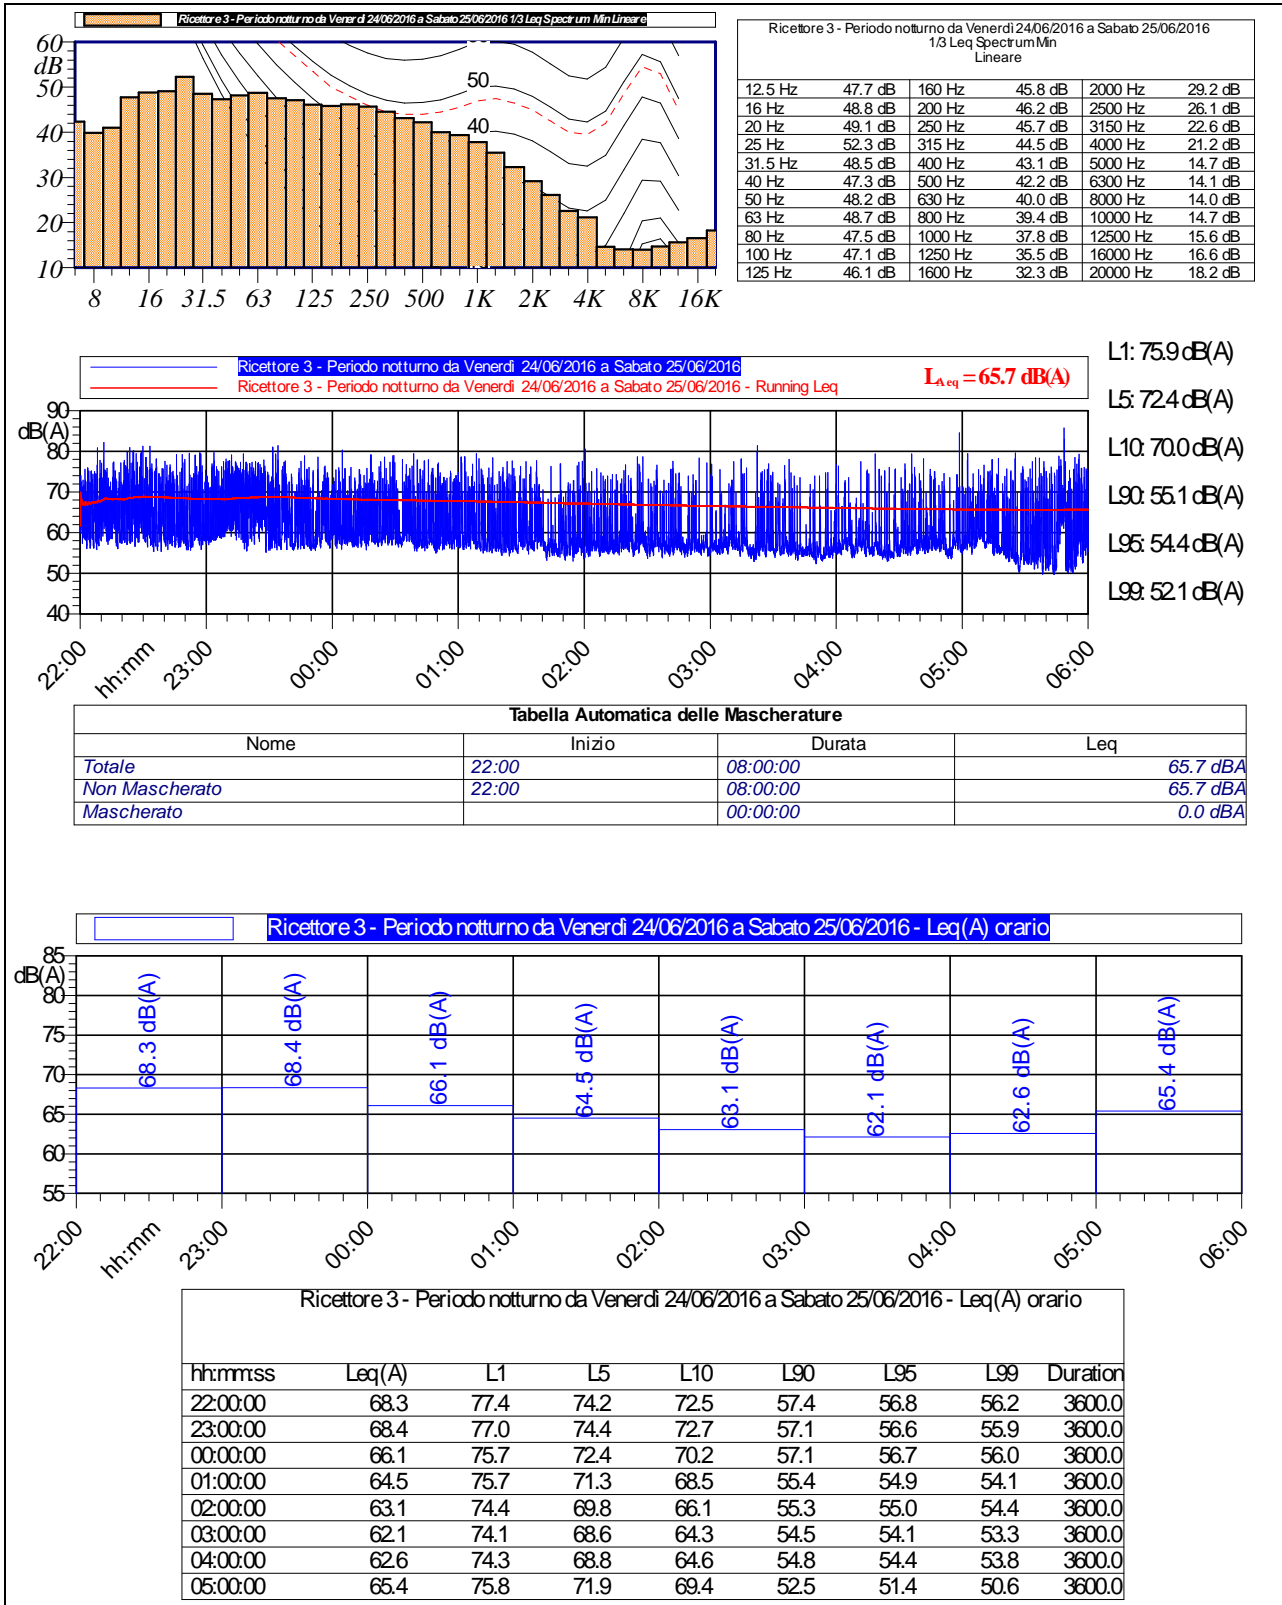 Ricettore 3 - Periodo notturno da Venerdì 24/06/2016 a Sabato 25/06/2016 1/3 Leq Spectrum Min Lineare
60
dB
50
40
30
20
10
50
40
8 16 31.5 63 125 250 500 1K 2K 4K 8K 16K
Ricettore 3 - Periodo notturno da Venerdì 24/06/2016 a Sabato 25/06/2016
1/3 Leq Spectrum Min
Lineare
12.5 Hz 47.7 dB 160 Hz 45.8 dB 2000 Hz 29.2 dB
16 Hz 48.8 dB 200 Hz 46.2 dB 2500 Hz 26.1 dB
20 Hz 49.1 dB 250 Hz 45.7 dB 3150 Hz 22.6 dB
25 Hz 52.3 dB 315 Hz 44.5 dB 4000 Hz 21.2 dB
31.5 Hz 48.5 dB 400 Hz 43.1 dB 5000 Hz 14.7 dB
40 Hz 47.3 dB 500 Hz 42.2 dB 6300 Hz 14.1 dB
50 Hz 48.2 dB 630 Hz 40.0 dB 8000 Hz 14.0 dB
63 Hz 48.7 dB 800 Hz 39.4 dB 10000 Hz 14.7 dB
80 Hz 47.5 dB 1000 Hz 37.8 dB 12500 Hz 15.6 dB
100 Hz 47.1 dB 1250 Hz 35.5 dB 16000 Hz 16.6 dB
125 Hz 46.1 dB 1600 Hz 32.3 dB 20000 Hz 18.2 dB
Ricettore 3 - Periodo notturno da Venerdì 24/06/2016 a Sabato 25/06/2016
Ricettore 3 - Periodo notturno da Venerdì 24/06/2016 a Sabato 25/06/2016 - Running Leq
LAeq = 65.7 dB(A)
90
dB(A)
80
70
60
50
40
22:00 hh:mm 23:00 00:00 01:00 02:00 03:00 04:00 05:00 06:00
L1: 75.9 dB(A)
L5: 72.4 dB(A)
L10: 70.0 dB(A)
L90: 55.1 dB(A)
L95: 54.4 dB(A)
L99: 52.1 dB(A)
Tabella Automatica delle Mascherature
Nome Inizio Durata Leq
Totale 22:00 08:00:00 65.7 dBA
Non Mascherato 22:00 08:00:00 65.7 dBA
Mascherato 00:00:00 0.0 dBA
Ricettore 3 - Periodo notturno da Venerdì 24/06/2016 a Sabato 25/06/2016 - Leq(A) orario
85
dB(A)
80
75
70
65
60
55
68.3 dB(A)
68.4 dB(A)
66.1 dB(A)
64.5 dB(A)
63.1 dB(A)
62.1 dB(A)
62.6 dB(A)
65.4 dB(A)
22:00 hh:mm 23:00 00:00 01:00 02:00 03:00 04:00 05:00 06:00
Ricettore 3 - Periodo notturno da Venerdì 24/06/2016 a Sabato 25/06/2016 - Leq(A) orario
hh:mm:ss Leq(A) L1 L5 L10 L90 L95 L99 Duration
22:00:00 68.3 77.4 74.2 72.5 57.4 56.8 56.2 3600.0
23:00:00 68.4 77.0 74.4 72.7 57.1 56.6 55.9 3600.0
00:00:00 66.1 75.7 72.4 70.2 57.1 56.7 56.0 3600.0
01:00:00 64.5 75.7 71.3 68.5 55.4 54.9 54.1 3600.0
02:00:00 63.1 74.4 69.8 66.1 55.3 55.0 54.4 3600.0
03:00:00 62.1 74.1 68.6 64.3 54.5 54.1 53.3 3600.0
04:00:00 62.6 74.3 68.8 64.6 54.8 54.4 53.8 3600.0
05:00:00 65.4 75.8 71.9 69.4 52.5 51.4 50.6 3600.0